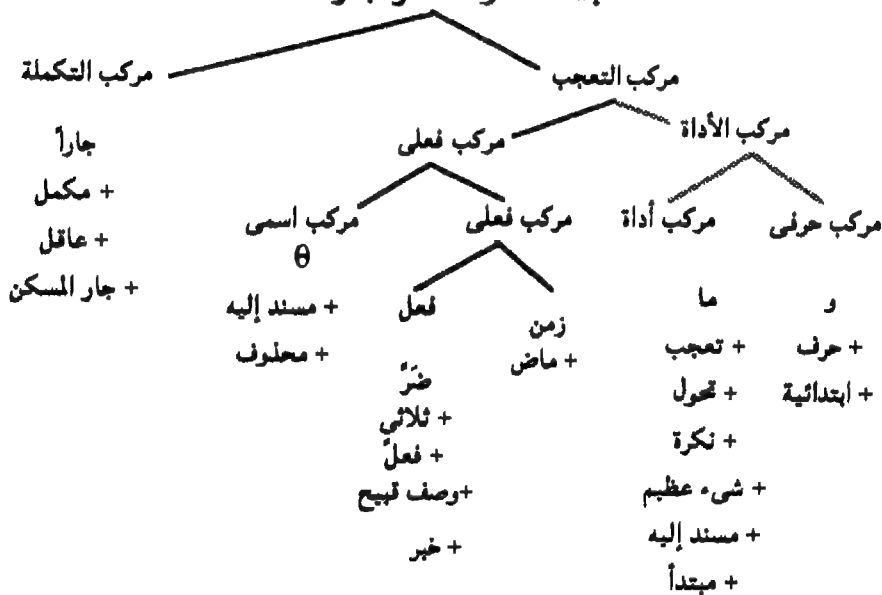 مركب التعجب
مركب التكملة
مركب الأداة
مركب فعلى
جاراً
+ مكمل
+ عاقل
+ جار المسكن
مركب حرفى
مركب أداة
مركب فعلى
مركب اسمى
و
+ حرف
+ ابتدائية
ما
+ تعجب
+ تحول
+ نكرة
+ شىء عظيم
+ مسند إليه
+ مبتدأ
زمن
+ ماض
فعل
ضَرَّ
+ ثلاثي
+ فعلَّ
+وصف قبيح
+ خبر
θ
+ مسند إليه
+ محذوف